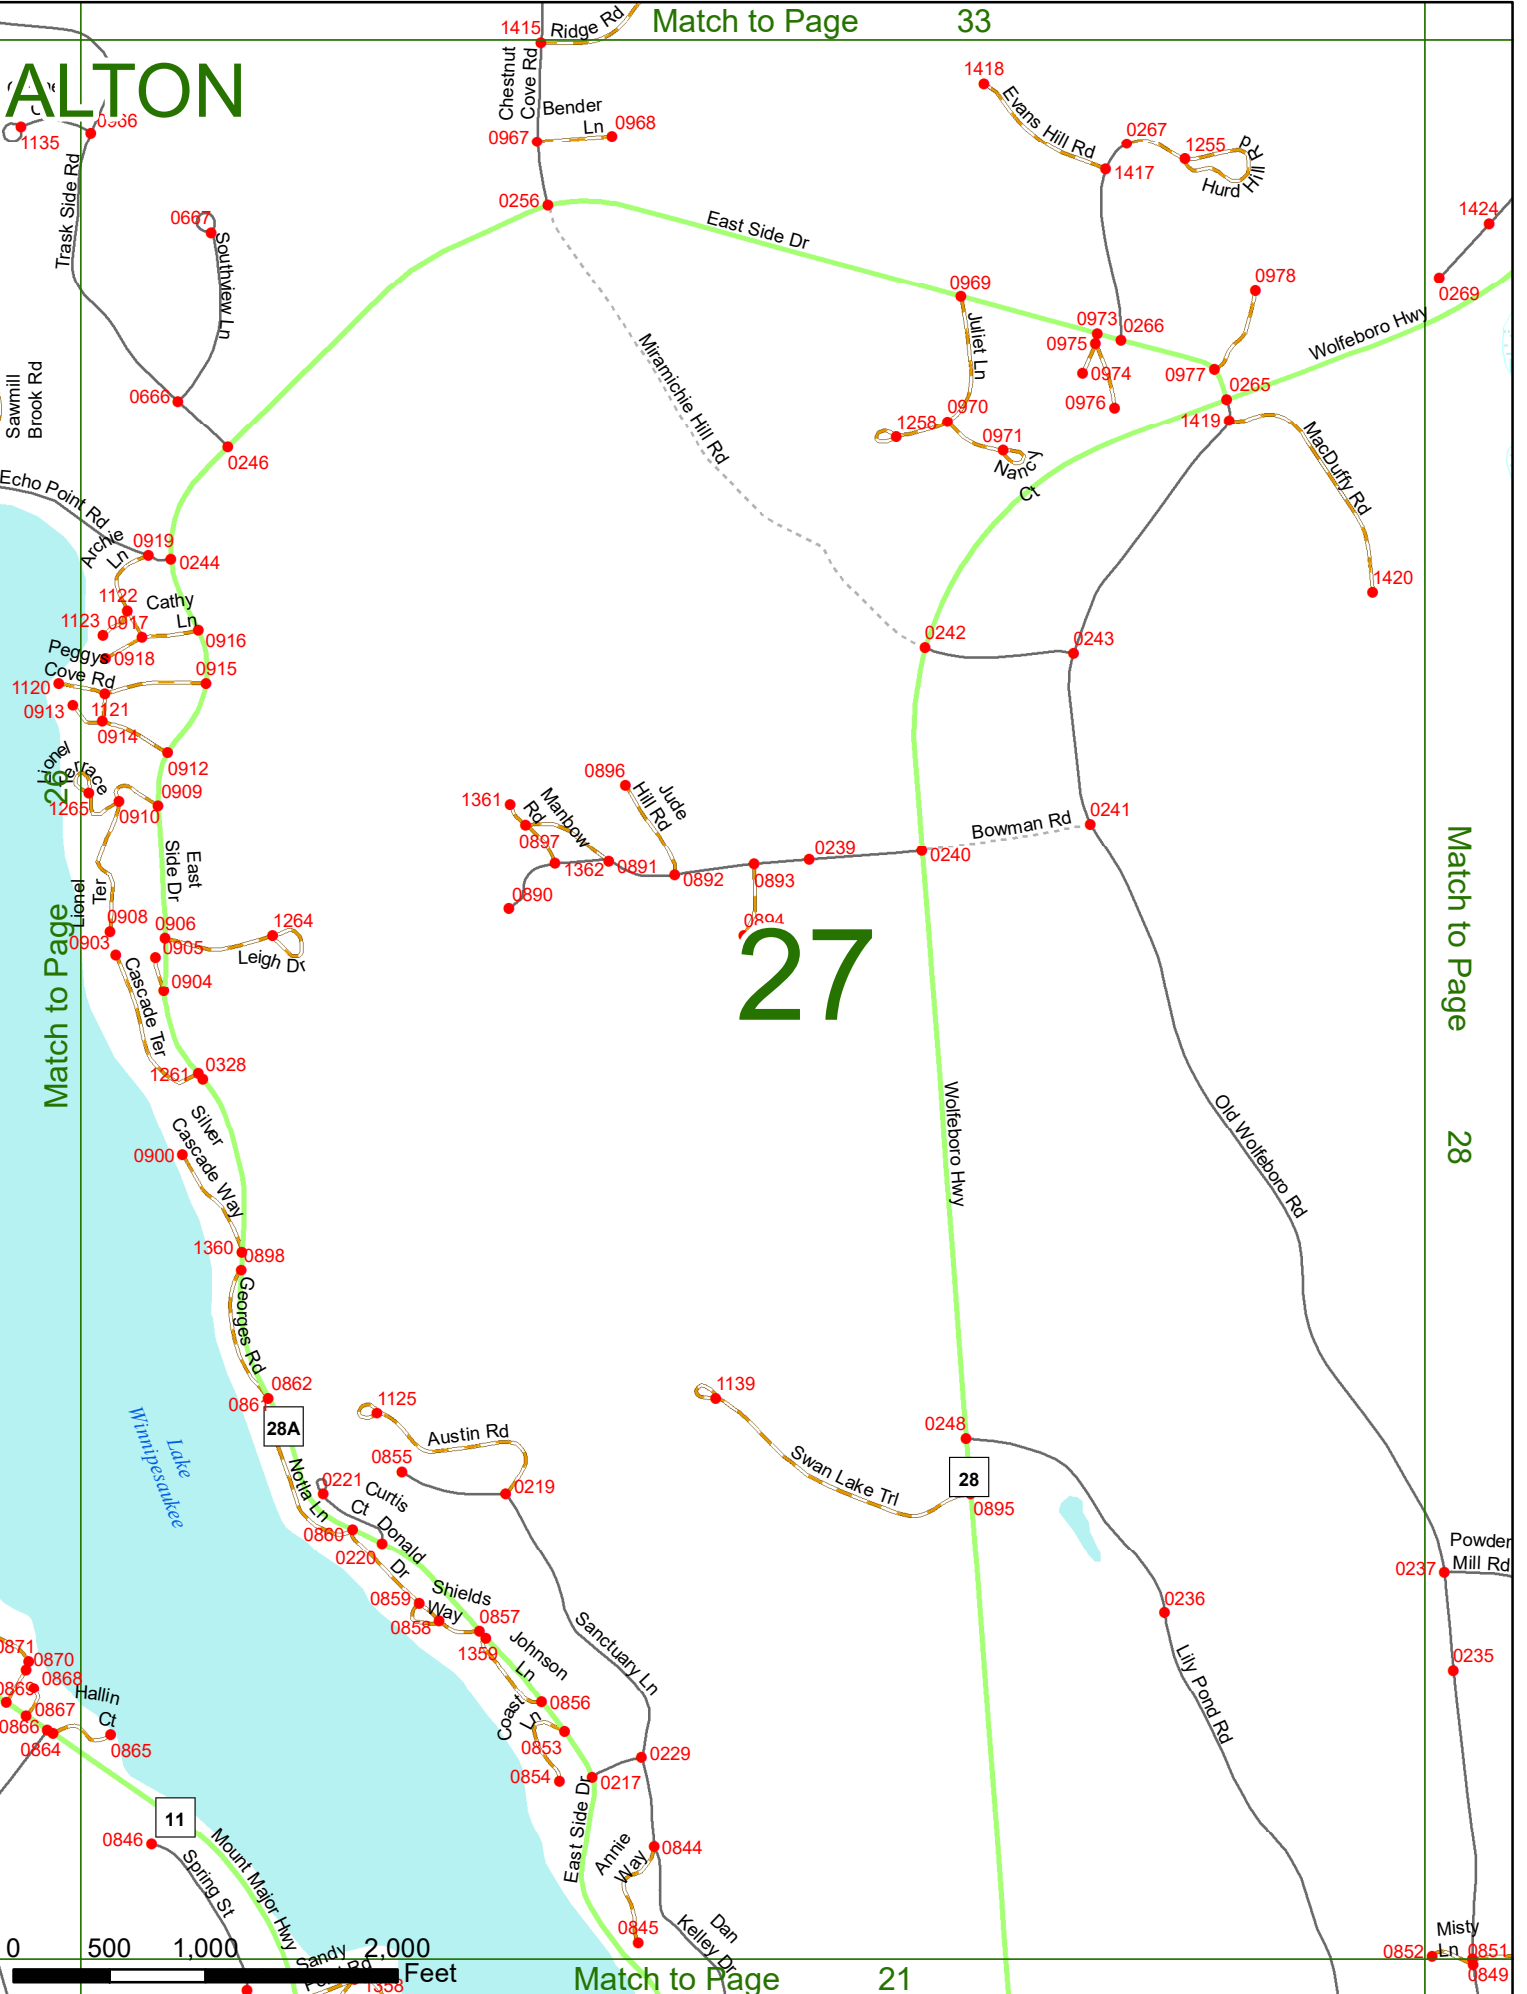 Match to Page 33
ALTON
1415
Ridge Rd
Chestnut
Cove Rd
Bender
Ln
0967
0968
0256
1135
0966
Trask Side Rd
0667
Southview Ln
0666
0246
Sawmill
Brook Rd
1418
Evans Hill Rd
0267
1255
1417
Hurd
Hill Rd
1424
0269
East Side Dr
0969
0973
0266
0975
0974
0976
0978
0977
0265
1419
Wolfeboro Hwy
Juliet Ln
1258
0970
0971
Nancy
Ct
MacDuffy Rd
1420
Miramichie Hill Rd
Echo Point Rd
Archie
Ln
0919
0244
1122
Cathy
Ln
1123
0917
0916
Peggys
Cove Rd
0918
0915
1120
0913
1121
0914
0912
Lionel
Terrace
1265
0910
0909
East
Side Dr
Lionel
Ter
0908
0903
0906
0905
1264
Leigh Dr
0904
Cascade Ter
1261
0328
Match to Page
26
0242
0243
0896
Jude
Hill Rd
1361
Manbow
Rd
0897
1362
0891
0892
0893
0239
0240
Bowman Rd
0241
0890
0894
27
Match to Page
28
Silver
Cascade Way
0900
1360
0898
Georges Rd
0862
0861
28A
Wolfeboro Hwy
Old Wolfeboro Rd
Lake
Winnipesaukee
1125
Austin Rd
0855
0219
Notla Ln
0221
Curtis
Ct
0860
0220
Donald
Dr
Shields
Way
0859
0858
0857
1359
Johnson
Ln
Sanctuary Ln
1139
Swan Lake Trl
0248
28
0895
0236
Lily Pond Rd
Powder
Mill Rd
0237
0235
0871
0870
0868
0869
0867
0866
0864
Hallin
Ct
0865
0856
Coast
Ln
0853
0854
0217
0229
East Side Dr
11
0846
Spring St
Mount Major Hwy
Annie
Way
0844
0845
Dan
Kelley Dr
Misty
Ln
0852
0851
0849
0 500 1,000 2,000
Feet
Sandy
Point Rd
1358
Match to Page 21